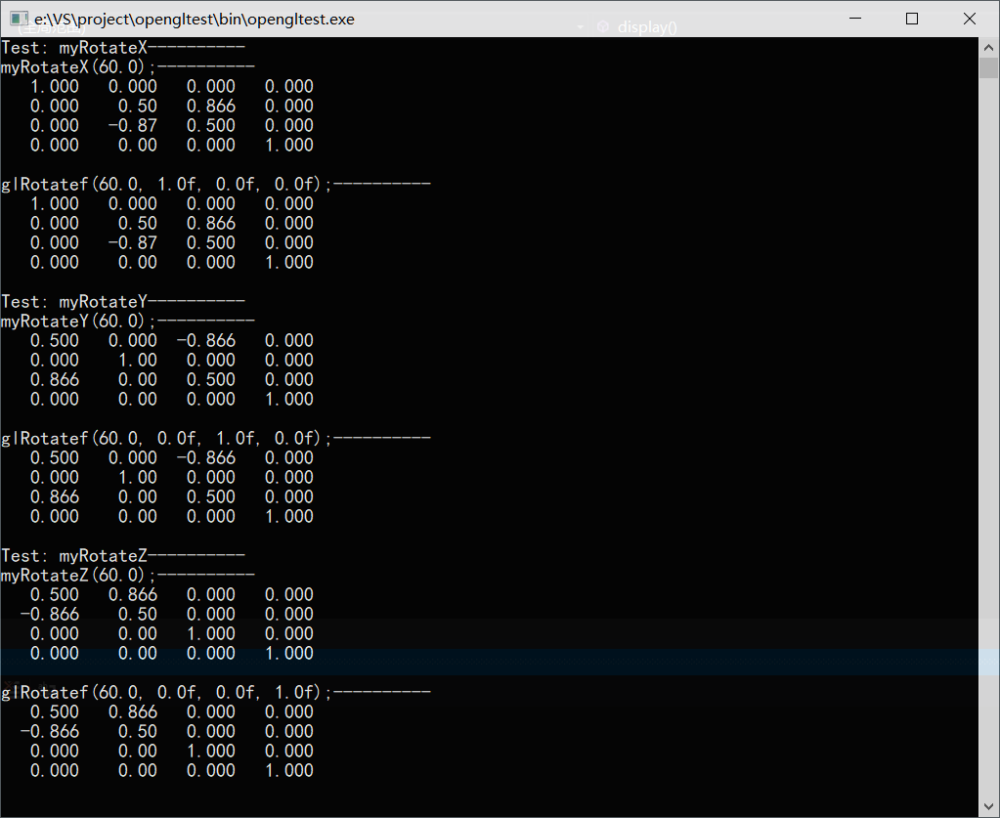 e:\VS\project\opengltest\bin\opengltest.exe
(全局范围)
display()
Test: myRotateX----------
myRotateX(60.0);----------
1.000 0.000 0.000 0.000
0.000 0.50 0.866 0.000
0.000 -0.87 0.500 0.000
0.000 0.00 0.000 1.000
glRotatef(60.0, 1.0f, 0.0f, 0.0f);----------
1.000 0.000 0.000 0.000
0.000 0.50 0.866 0.000
0.000 -0.87 0.500 0.000
0.000 0.00 0.000 1.000
Test: myRotateY----------
myRotateY(60.0);----------
0.500 0.000 -0.866 0.000
0.000 1.00 0.000 0.000
0.866 0.00 0.500 0.000
0.000 0.00 0.000 1.000
glRotatef(60.0, 0.0f, 1.0f, 0.0f);----------
0.500 0.000 -0.866 0.000
0.000 1.00 0.000 0.000
0.866 0.00 0.500 0.000
0.000 0.00 0.000 1.000
Test: myRotateZ----------
myRotateZ(60.0);----------
0.500 0.866 0.000 0.000
-0.866 0.50 0.000 0.000
0.000 0.00 1.000 0.000
0.000 0.00 0.000 1.000
glRotatef(60.0, 0.0f, 0.0f, 1.0f);----------
0.500 0.866 0.000 0.000
-0.866 0.50 0.000 0.000
0.000 0.00 1.000 0.000
0.000 0.00 0.000 1.000